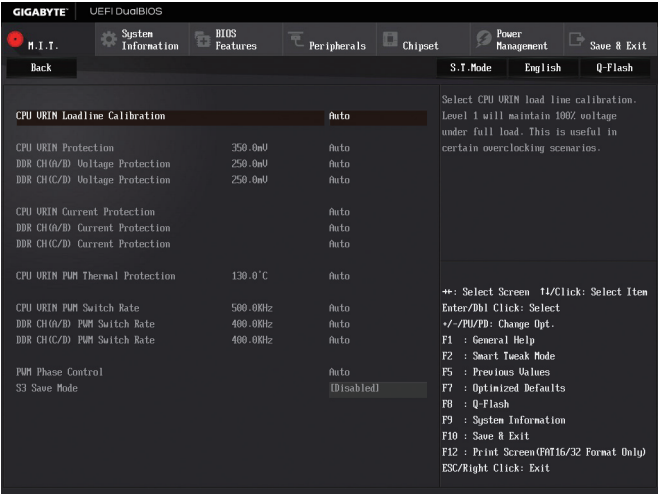 GIGABYTE™ UEFI DualBIOS
M.I.T. System Information BIOS Features Peripherals Chipset Power Management Save & Exit
Back S.T.Mode English Q-Flash
CPU VRIN Loadline Calibration Auto
CPU VRIN Protection 350.0mV Auto
DDR CH(A/B) Voltage Protection 250.0mV Auto
DDR CH(C/D) Voltage Protection 250.0mV Auto
CPU VRIN Current Protection Auto
DDR CH(A/B) Current Protection Auto
DDR CH(C/D) Current Protection Auto
CPU VRIN PWM Thermal Protection 130.0°C Auto
CPU VRIN PWM Switch Rate 500.0KHz Auto
DDR CH(A/B) PWM Switch Rate 400.0KHz Auto
DDR CH(C/D) PWM Switch Rate 400.0KHz Auto
PWM Phase Control Auto
S3 Save Mode [Disabled]
Select CPU VRIN load line calibration.
Level 1 will maintain 100% voltage
under full load. This is useful in
certain overclocking scenarios.
→←: Select Screen ↑↓/Click: Select Item
Enter/Dbl Click: Select
+/-/PU/PD: Change Opt.
F1 : General Help
F2 : Smart Tweak Mode
F5 : Previous Values
F7 : Optimized Defaults
F8 : Q-Flash
F9 : System Information
F10 : Save & Exit
F12 : Print Screen(FAT16/32 Format Only)
ESC/Right Click: Exit